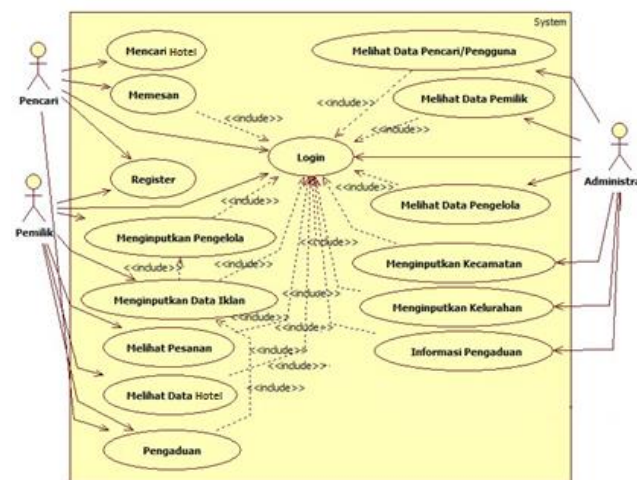 System
Mencari Hotel
Melihat Data Pencari/Pengguna
Pencari
<<include>>
Memesan
Melihat Data Pemilik
<<include>>
<<include>>
Login
Administra
Register
<<include>>
<<include>>
Melihat Data Pengelola
Pemilik
Menginputkan Pengelola
<<include>>
<<include>>
<<include>>
Menginputkan Kecamatan
Menginputkan Data Iklan
<<include>>
Menginputkan Kelurahan
<<include>>
Melihat Pesanan
<<include>>
Informasi Pengaduan
<<include>>
Melihat Data Hotel
<<include>>
Pengaduan